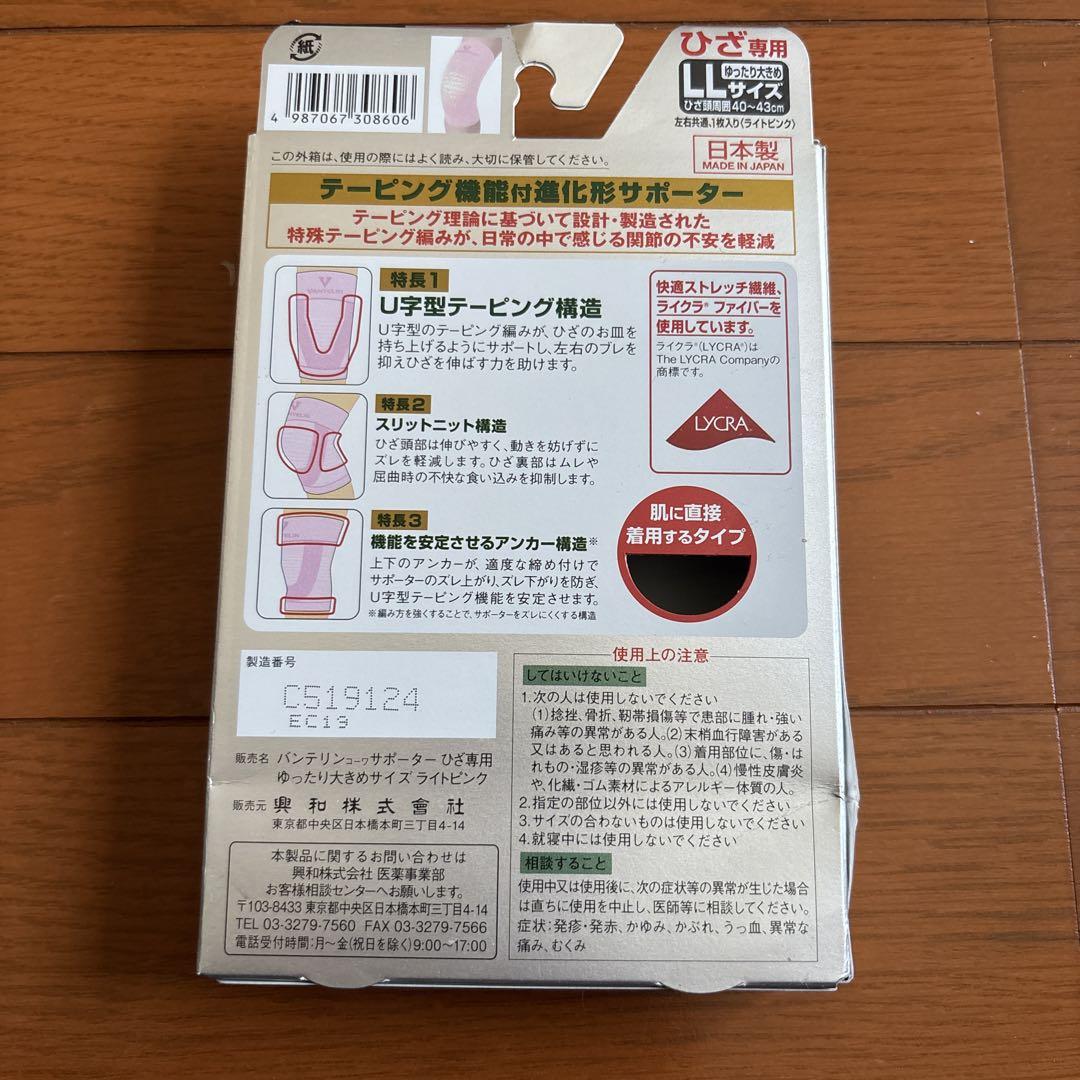 紙
4 987067 308606
ひざ専用
LL ゆったり大きめ サイズ
ひざ頭周囲40〜43cm
左右共通、1枚入り〈ライトピンク〉
日本製
MADE IN JAPAN
この外箱は、使用の際にはよく読み、大切に保管してください。
テーピング機能付進化形サポーター
テーピング理論に基づいて設計・製造された
特殊テーピング編みが、日常の中で感じる関節の不安を軽減
特長1
U字型テーピング構造
U字型のテーピング編みが、ひざのお皿を
持ち上げるようにサポートし、左右のブレを
抑えひざを伸ばす力を助けます。
特長2
スリットニット構造
ひざ頭部は伸びやすく、動きを妨げずに
ズレを軽減します。ひざ裏部はムレや
屈曲時の不快な食い込みを抑制します。
特長3
機能を安定させるアンカー構造※
上下のアンカーが、適度な締め付けで
サポーターのズレ上がり、ズレ下がりを防ぎ、
U字型テーピング機能を安定させます。
※編み方を強くすることで、サポーターをズレにくくする構造
快適ストレッチ繊維、
ライクラ® ファイバーを
使用しています。
ライクラ®(LYCRA®)は
The LYCRA Companyの
商標です。
LYCRA
肌に直接
着用するタイプ
製造番号
C519124
EC19
販売名 バンテリンコーワサポーター ひざ専用
ゆったり大きめサイズ ライトピンク
販売元 興和株式會社
東京都中央区日本橋本町三丁目4-14
本製品に関するお問い合わせは
興和株式会社 医薬事業部
お客様相談センターへお願いします。
〒103-8433 東京都中央区日本橋本町三丁目4-14
TEL 03-3279-7560 FAX 03-3279-7566
電話受付時間：月〜金(祝日を除く) 9:00〜17:00
使用上の注意
してはいけないこと
1.次の人は使用しないでください
(1)捻挫、骨折、靭帯損傷等で患部に腫れ・強い
痛み等の異常がある人。(2)末梢血行障害がある
又はあると思われる人。(3)着用部位に、傷・は
れもの・湿疹等の異常がある人。(4)慢性皮膚炎
や、化繊・ゴム素材によるアレルギー体質の人。
2.指定の部位以外には使用しないでください
3.サイズの合わないものは使用しないでください
4.就寝中には使用しないでください
相談すること
使用中又は使用後に、次の症状等の異常が生じた場合
は直ちに使用を中止し、医師等に相談してください。
症状：発疹・発赤、かゆみ、かぶれ、うっ血、異常な
痛み、むくみ